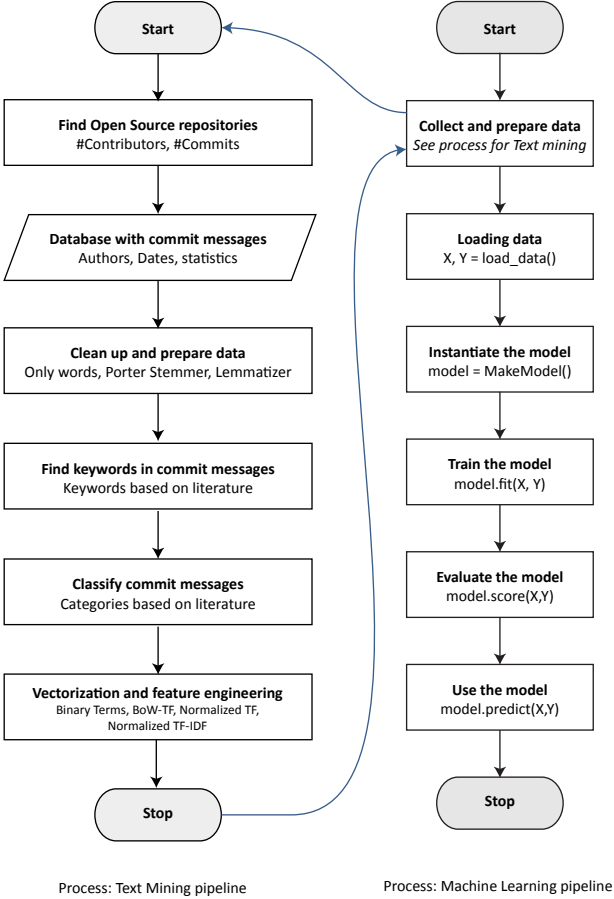 Start
Find Open Source repositories
#Contributors, #Commits
Database with commit messages
Authors, Dates, statistics
Clean up and prepare data
Only words, Porter Stemmer, Lemmatizer
Find keywords in commit messages
Keywords based on literature
Classify commit messages
Categories based on literature
Vectorization and feature engineering
Binary Terms, BoW-TF, Normalized TF,
Normalized TF-IDF
Stop
Process: Text Mining pipeline
Start
Collect and prepare data
See process for Text mining
Loading data
X, Y = load_data()
Instantiate the model
model = MakeModel()
Train the model
model.fit(X, Y)
Evaluate the model
model.score(X,Y)
Use the model
model.predict(X,Y)
Stop
Process: Machine Learning pipeline